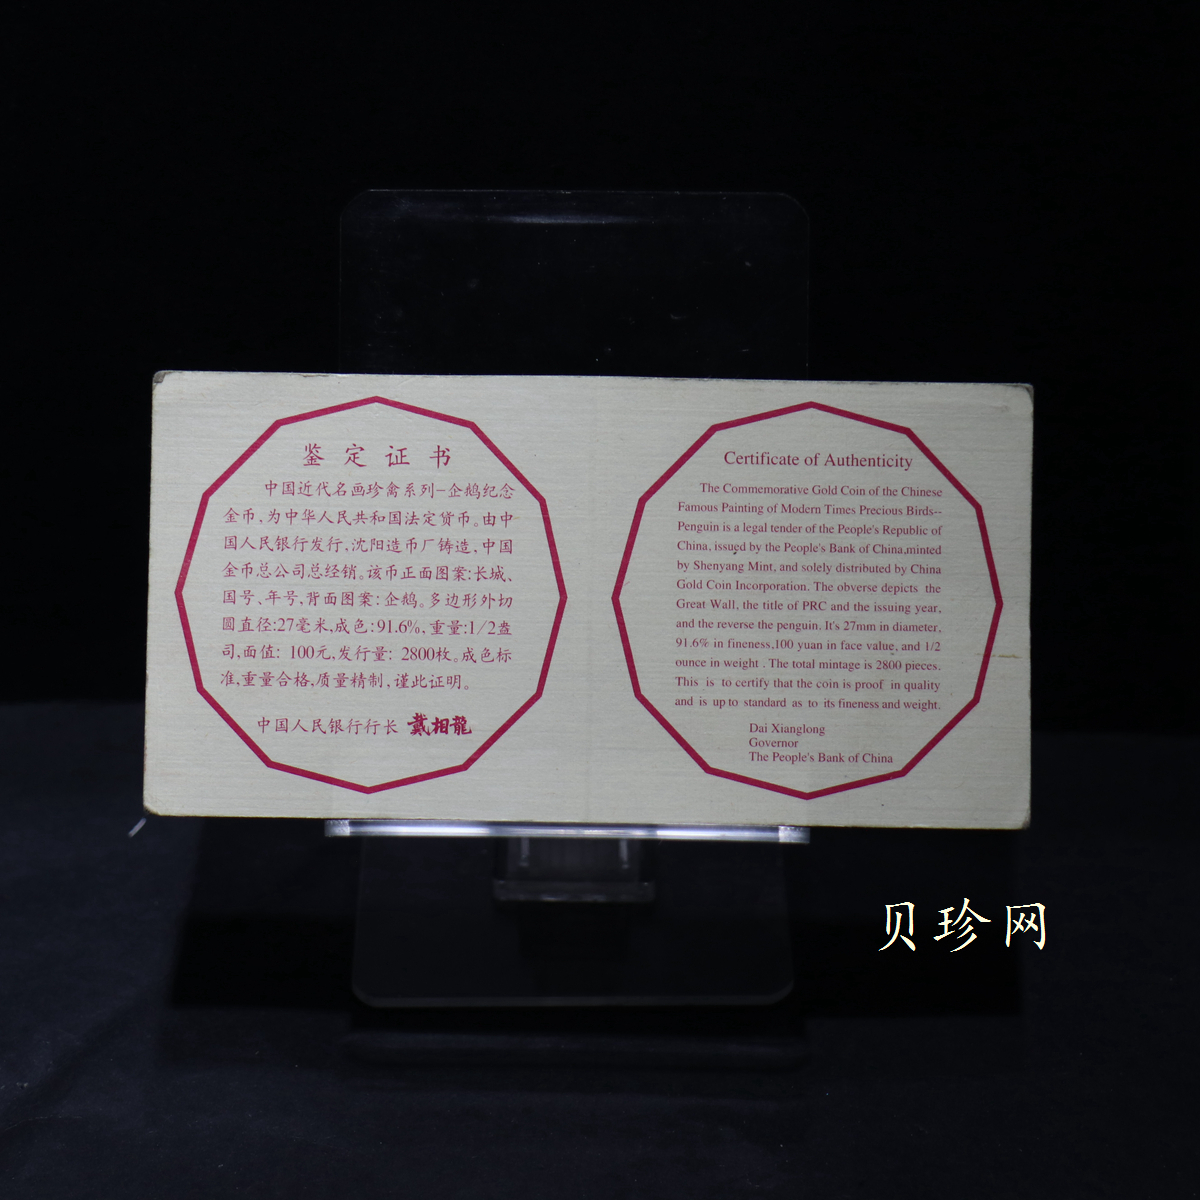 鉴定证书
中国近代名画珍禽系列-企鹅纪念
金币,为中华人民共和国法定货币。由中
国人民银行发行,沈阳造币厂铸造,中国
金币总公司总经销。该币正面图案:长城、
国号、年号,背面图案:企鹅。多边形外切
圆直径:27毫米,成色:91.6%,重量:1/2盎
司,面值: 100元,发行量: 2800枚。成色标
准,重量合格,质量精制,谨此证明。
中国人民银行行长 戴相龍
Certificate of Authenticity
The Commemorative Gold Coin of the Chinese
Famous Painting of Modern Times Precious Birds--
Penguin is a legal tender of the People's Republic of
China, issued by the People's Bank of China,minted
by Shenyang Mint, and solely distributed by China
Gold Coin Incorporation. The obverse depicts the
Great Wall, the title of PRC and the issuing year,
and the reverse the penguin. It's 27mm in diameter,
91.6% in fineness,100 yuan in face value, and 1/2
ounce in weight . The total mintage is 2800 pieces.
This is to certify that the coin is proof in quality
and is up to standard as to its fineness and weight.
Dai Xianglong
Governor
The People's Bank of China
贝珍网